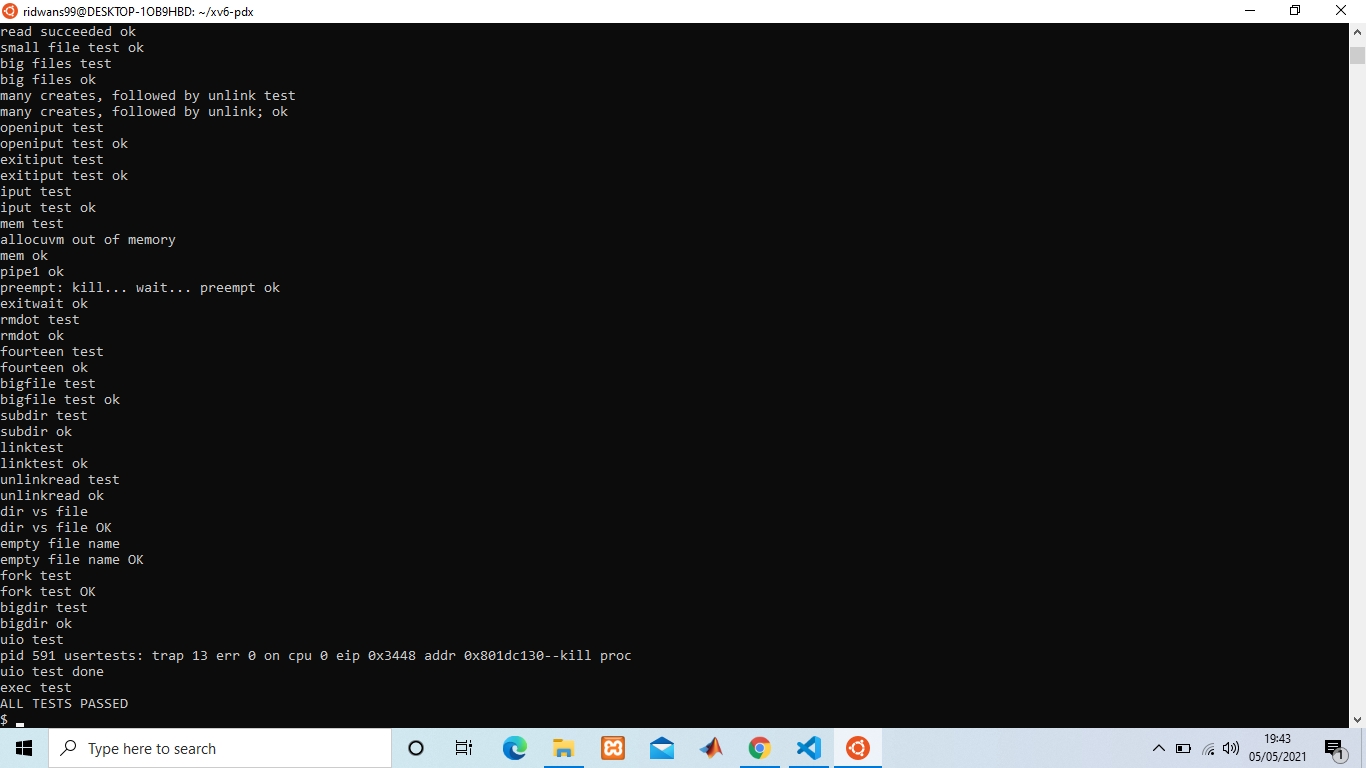 ridwans99@DESKTOP-1OB9HBD: ~/xv6-pdx
read succeeded ok
small file test ok
big files test
big files ok
many creates, followed by unlink test
many creates, followed by unlink; ok
openiput test
openiput test ok
exitiput test
exitiput test ok
iput test
iput test ok
mem test
allocuvm out of memory
mem ok
pipe1 ok
preempt: kill... wait... preempt ok
exitwait ok
rmdot test
rmdot ok
fourteen test
fourteen ok
bigfile test
bigfile test ok
subdir test
subdir ok
linktest
linktest ok
unlinkread test
unlinkread ok
dir vs file
dir vs file OK
empty file name
empty file name OK
fork test
fork test OK
bigdir test
bigdir ok
uio test
pid 591 usertests: trap 13 err 0 on cpu 0 eip 0x3448 addr 0x801dc130--kill proc
uio test done
exec test
ALL TESTS PASSED
$
Type here to search
19:43
05/05/2021
1